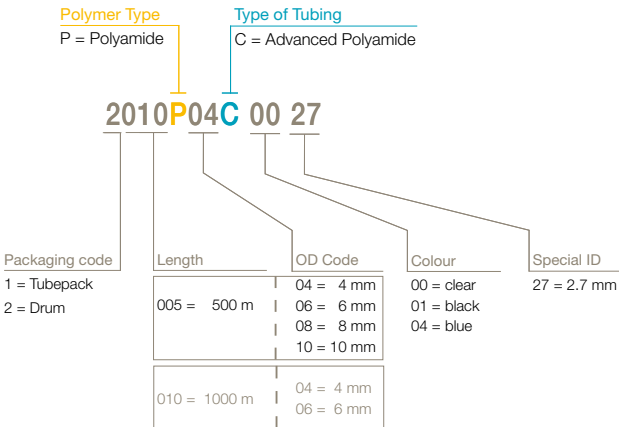 Polymer Type
P = Polyamide
Type of Tubing
C = Advanced Polyamide
2010P04C 00 27
Packaging code
1 = Tubepack
2 = Drum
Length
005 = 500 m
010 = 1000 m
OD Code
04 = 4 mm
06 = 6 mm
08 = 8 mm
10 = 10 mm
04 = 4 mm
06 = 6 mm
Colour
00 = clear
01 = black
04 = blue
Special ID
27 = 2.7 mm